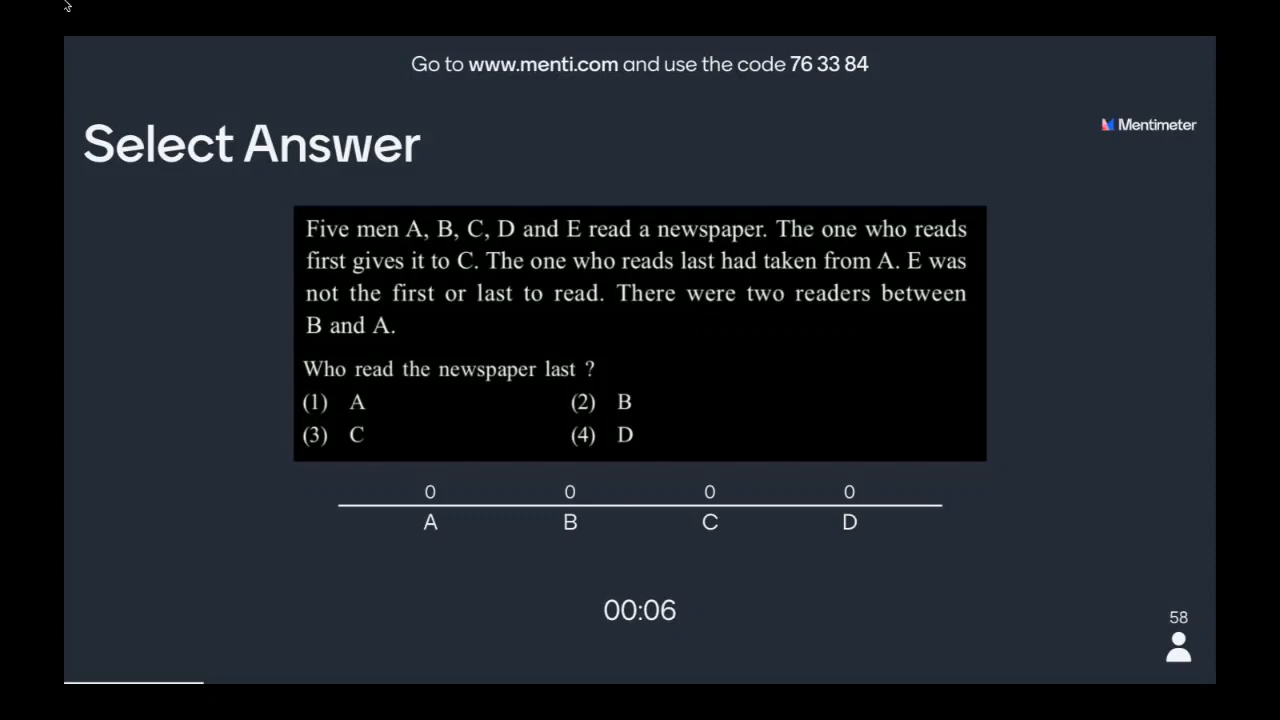 Go to www.menti.com and use the code 76 33 84
Select Answer
Mentimeter
Five men A, B, C, D and E read a newspaper. The one who reads
first gives it to C. The one who reads last had taken from A. E was
not the first or last to read. There were two readers between
B and A.
Who read the newspaper last ?
(1) A (2) B
(3) C (4) D
0 0 0 0
A B C D
00:06
58